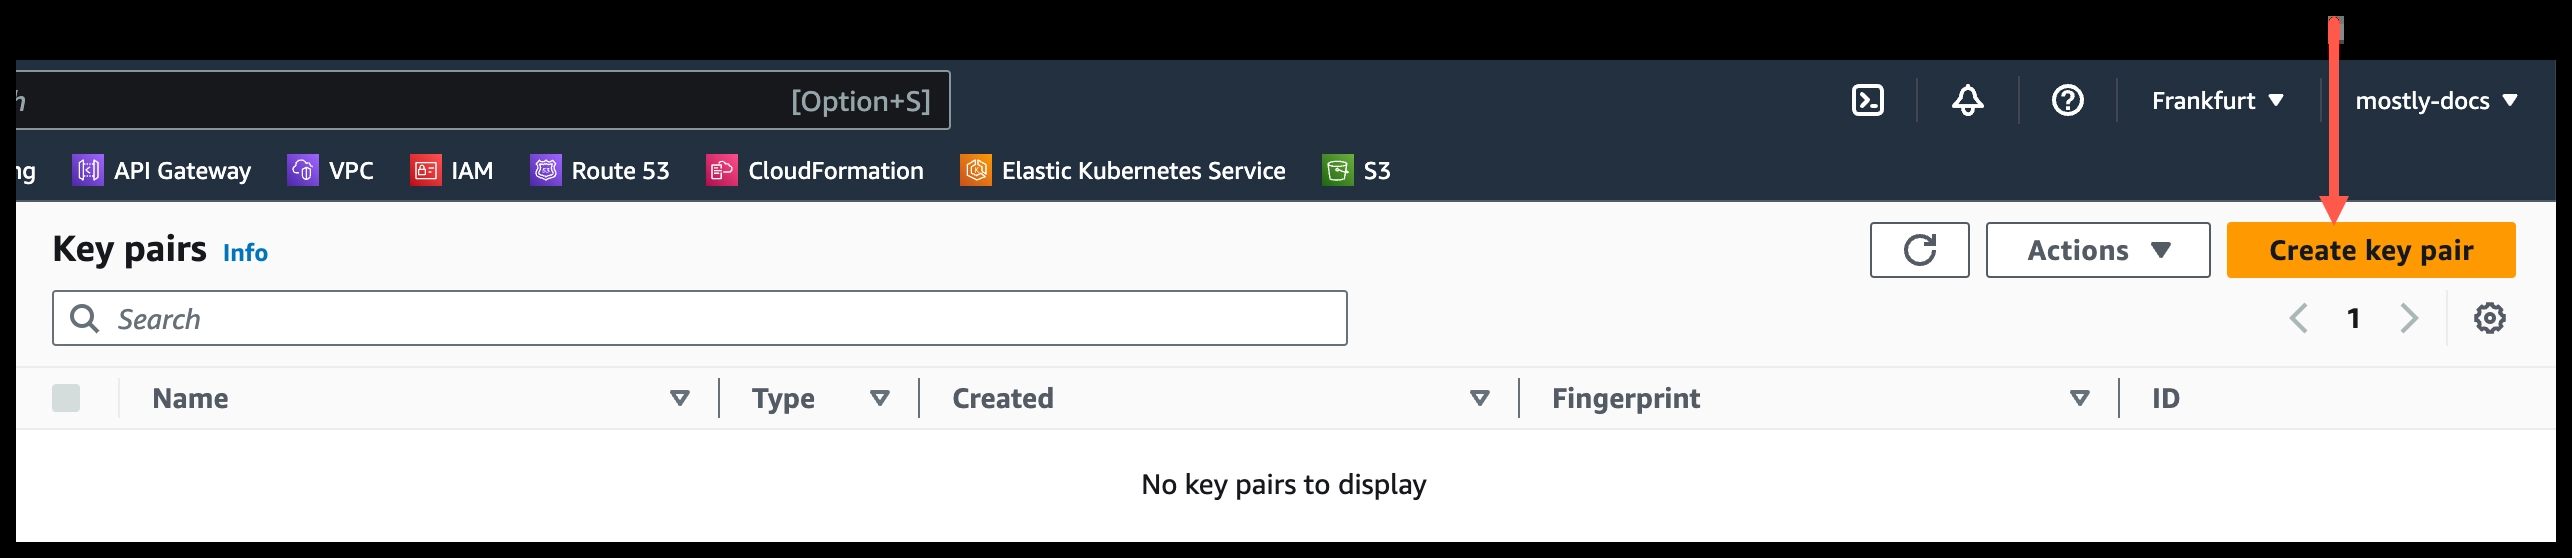 h [Option+S] Frankfurt mostly-docs
ng API Gateway VPC IAM Route 53 CloudFormation Elastic Kubernetes Service S3
Key pairs Info Actions Create key pair
Search 1
Name Type Created Fingerprint ID
No key pairs to display